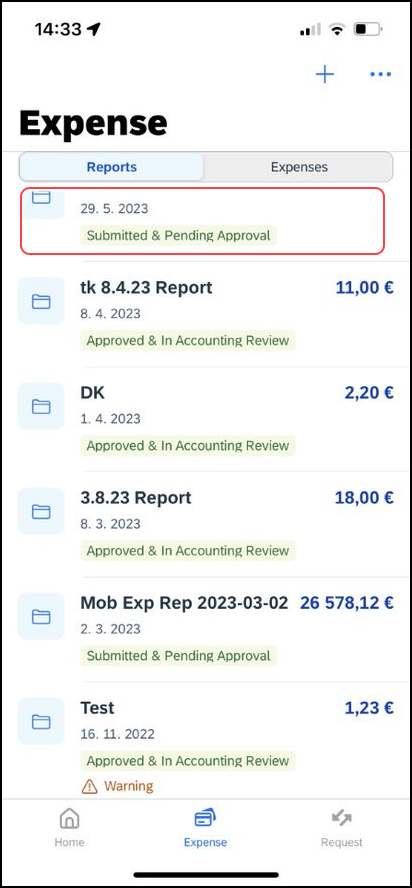 14:33
Expense
Reports
Expenses
29. 5. 2023
Submitted & Pending Approval
tk 8.4.23 Report
11,00 €
8. 4. 2023
Approved & In Accounting Review
DK
2,20 €
1. 4. 2023
Approved & In Accounting Review
3.8.23 Report
18,00 €
8. 3. 2023
Approved & In Accounting Review
Mob Exp Rep 2023-03-02
26 578,12 €
2. 3. 2023
Submitted & Pending Approval
Test
1,23 €
16. 11. 2022
Approved & In Accounting Review
Warning
Home
Expense
Request